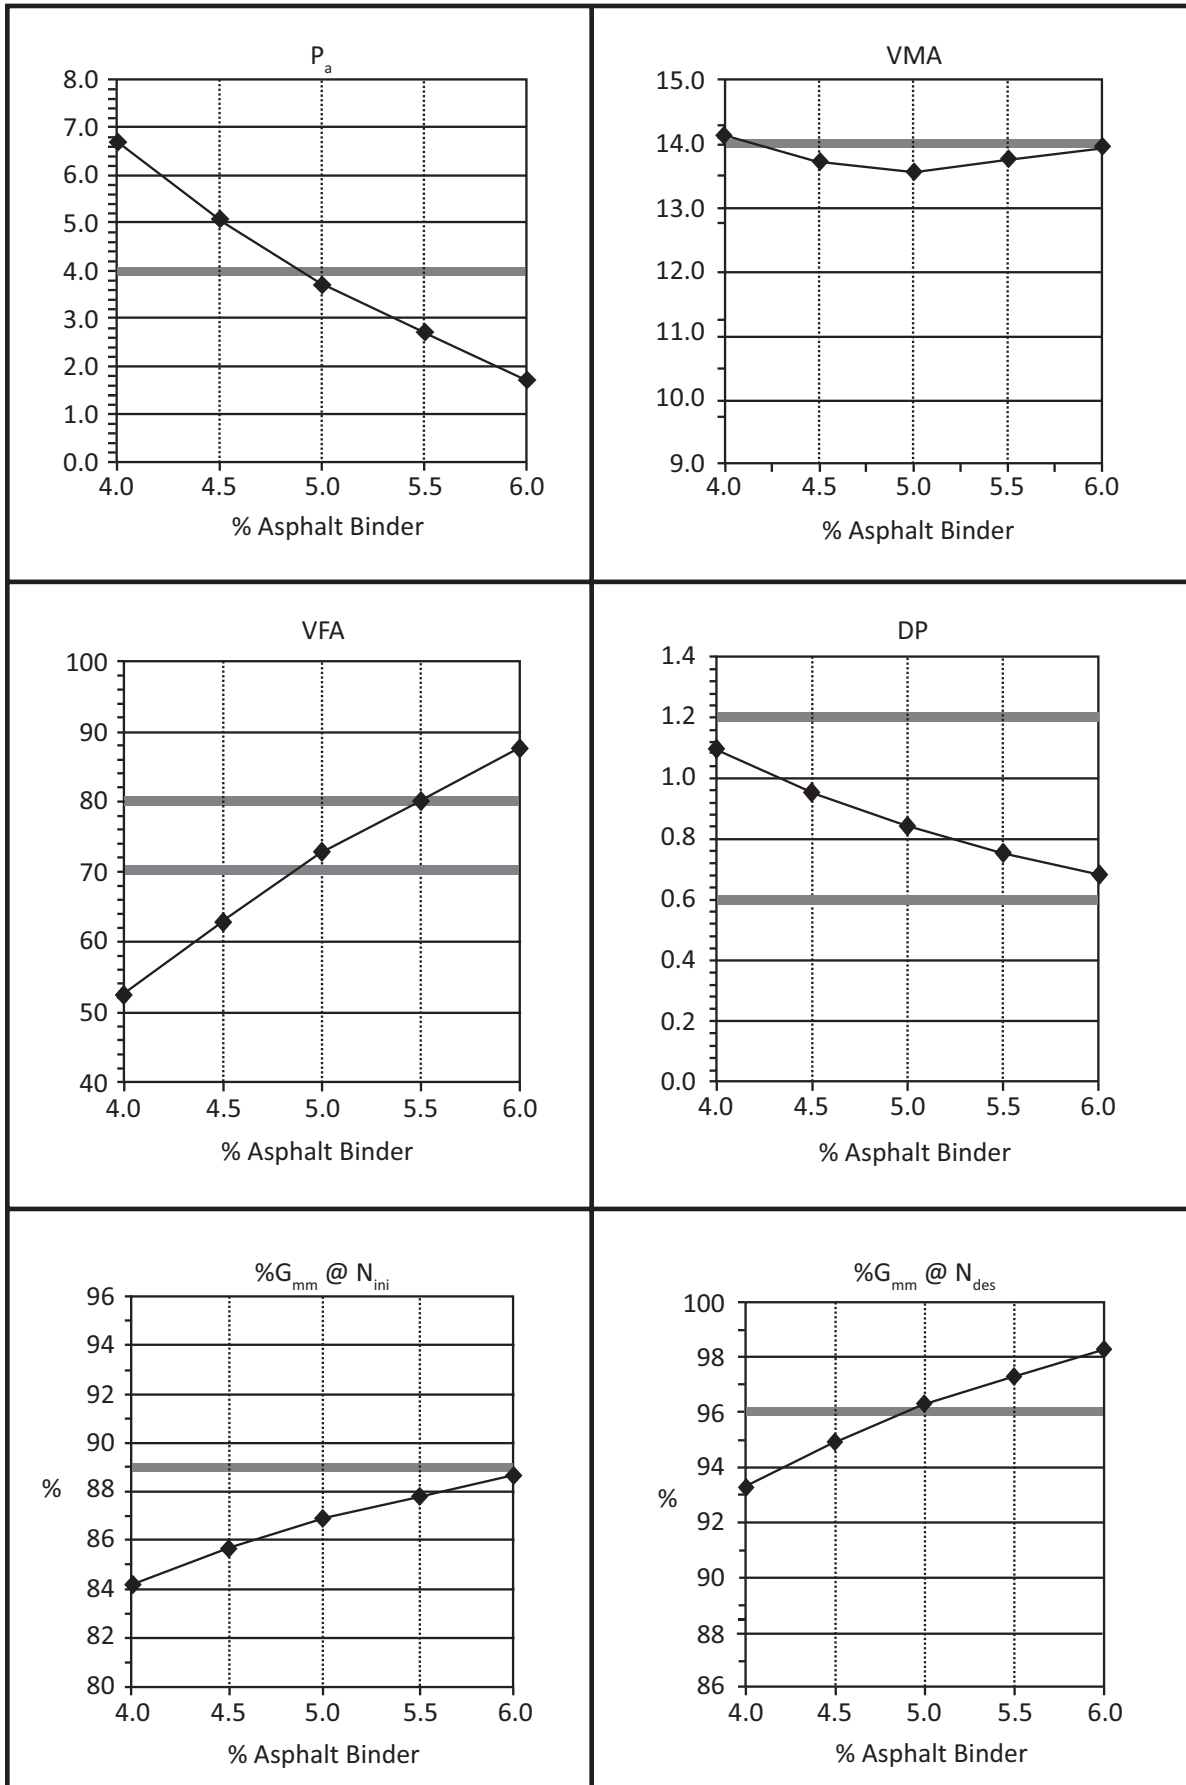 P_a
8.0
7.0
6.0
5.0
4.0
3.0
2.0
1.0
0.0
4.0 4.5 5.0 5.5 6.0
% Asphalt Binder
VMA
15.0
14.0
13.0
12.0
11.0
10.0
9.0
4.0 4.5 5.0 5.5 6.0
% Asphalt Binder
VFA
100
90
80
70
60
50
40
4.0 4.5 5.0 5.5 6.0
% Asphalt Binder
DP
1.4
1.2
1.0
0.8
0.6
0.4
0.2
0.0
4.0 4.5 5.0 5.5 6.0
% Asphalt Binder
%G_mm @ N_ini
96
94
92
90
% 88
86
84
82
80
4.0 4.5 5.0 5.5 6.0
% Asphalt Binder
%G_mm @ N_des
100
98
96
94
%
92
90
88
86
4.0 4.5 5.0 5.5 6.0
% Asphalt Binder